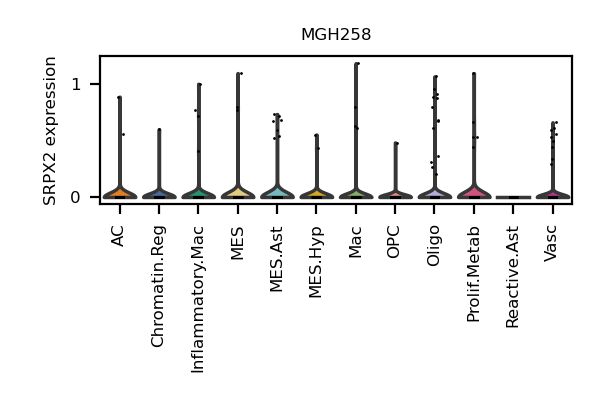 MGH258
SRPX2 expression
1
0
AC
Chromatin.Reg
Inflammatory.Mac
MES
MES.Ast
MES.Hyp
Mac
OPC
Oligo
Prolif.Metab
Reactive.Ast
Vasc